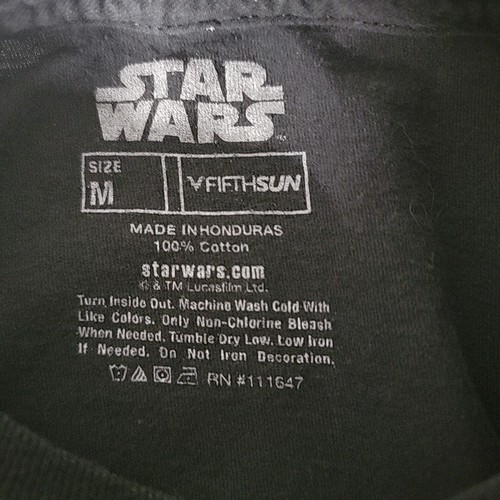 STAR
WARS
SIZE
M
FIFTHSUN
MADE IN HONDURAS
100% Cotton
starwars.com
© & TM Lucasfilm Ltd.
Turn Inside Out. Machine Wash Cold With
Like Colors. Only Non-Chlorine Bleach
When Needed. Tumble Dry Low. Low Iron
If Needed. Do Not Iron Decoration.
RN #111647